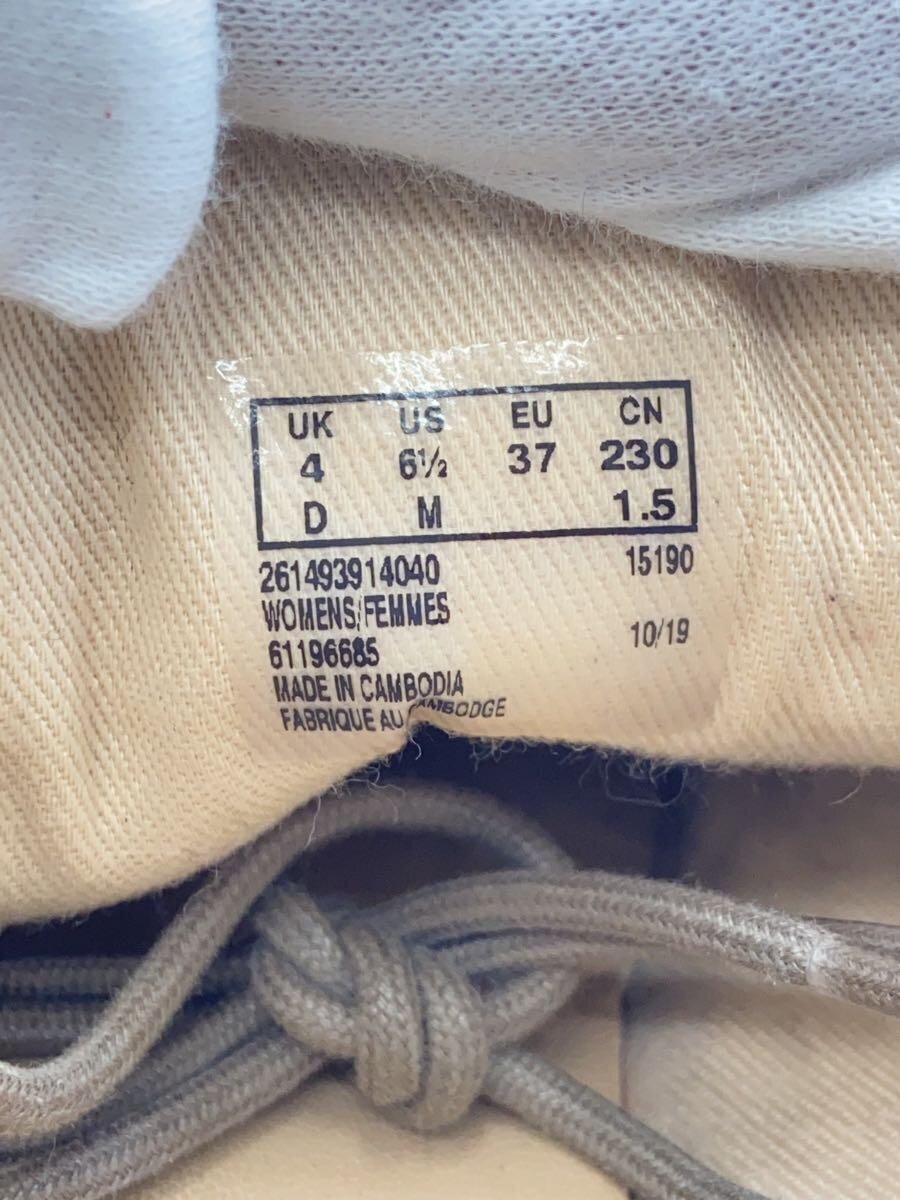 UK US EU CN
4 6½ 37 230
D M 1.5
261493914040 15190
WOMENS/FEMMES
61196685 10/19
MADE IN CAMBODIA
FABRIQUE AU CAMBODGE